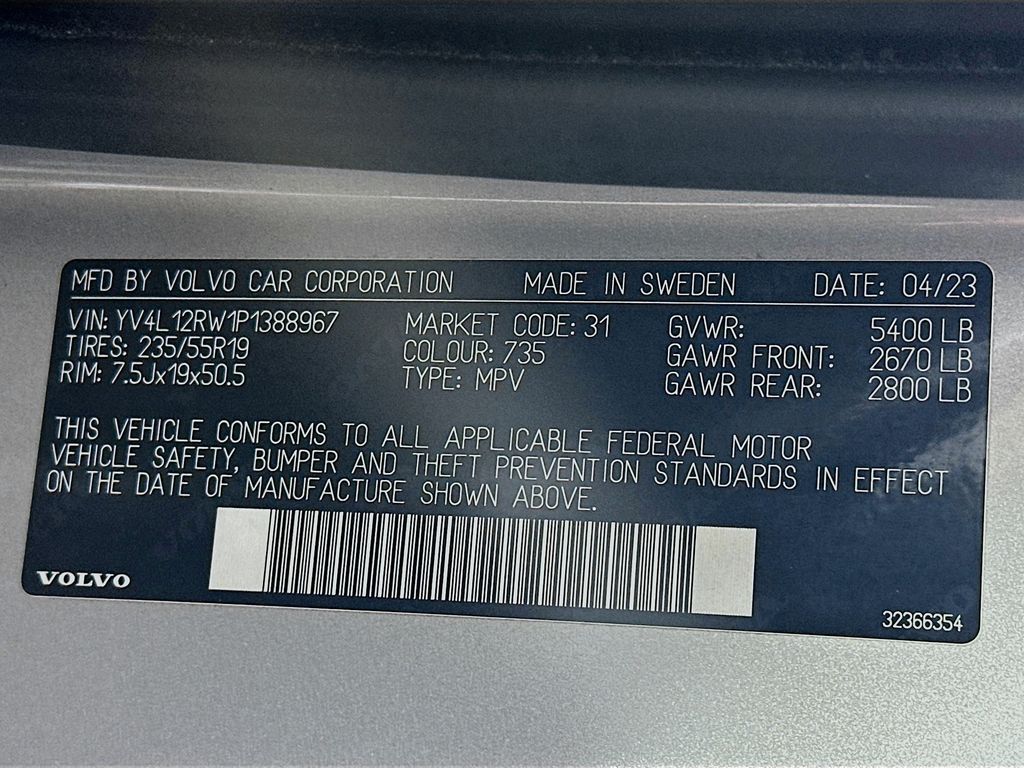 MFD BY VOLVO CAR CORPORATION MADE IN SWEDEN DATE: 04/23
VIN: YV4L12RW1P1388967 MARKET CODE: 31 GVWR: 5400 LB
TIRES: 235/55R19 COLOUR: 735 GAWR FRONT: 2670 LB
RIM: 7.5Jx19x50.5 TYPE: MPV GAWR REAR: 2800 LB
THIS VEHICLE CONFORMS TO ALL APPLICABLE FEDERAL MOTOR
VEHICLE SAFETY, BUMPER AND THEFT PREVENTION STANDARDS IN EFFECT
ON THE DATE OF MANUFACTURE SHOWN ABOVE.
VOLVO
32366354